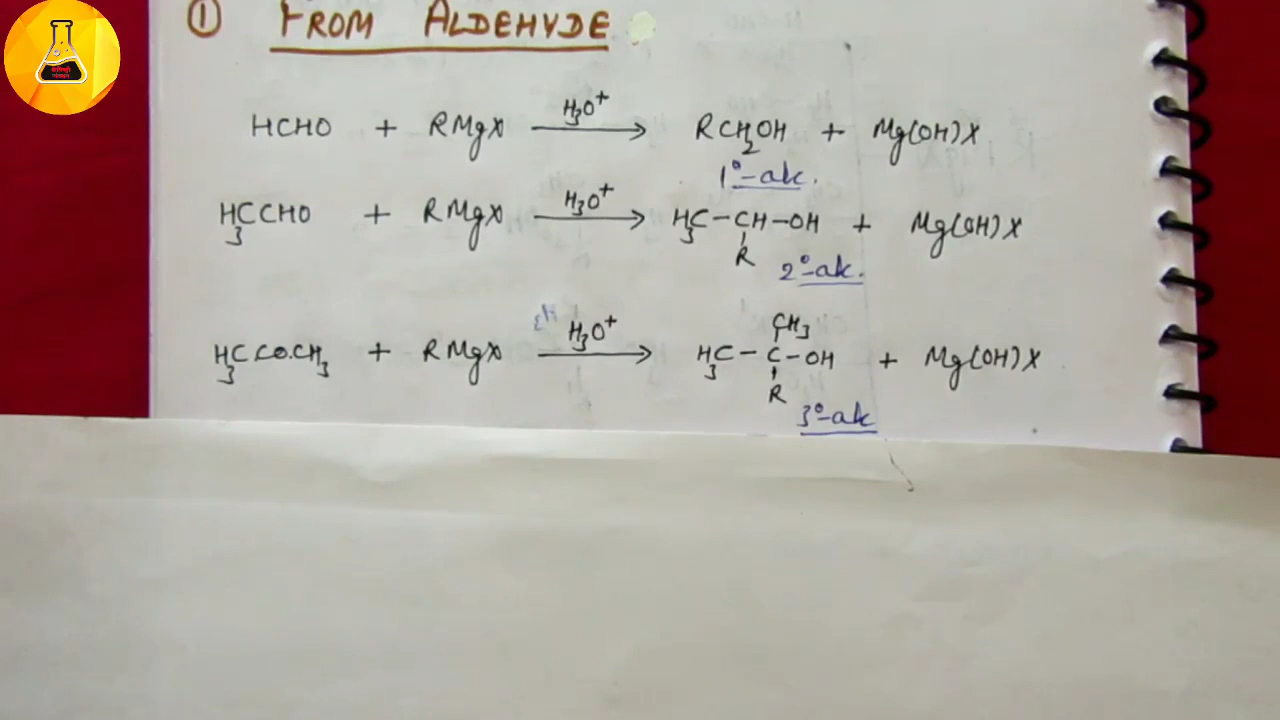 ① FROM ALDEHYDE
HCHO + RMgX H₃O⁺ → RCH₂OH + Mg(OH)X
1°-alc.
H₃CCHO + RMgX H₃O⁺ → H₃C-CH-OH + Mg(OH)X
R
2°-alc.
CH₃
H₃CCO.CH₃ + RMgX H₃O⁺ → H₃C-C-OH + Mg(OH)X
R
3°-alc